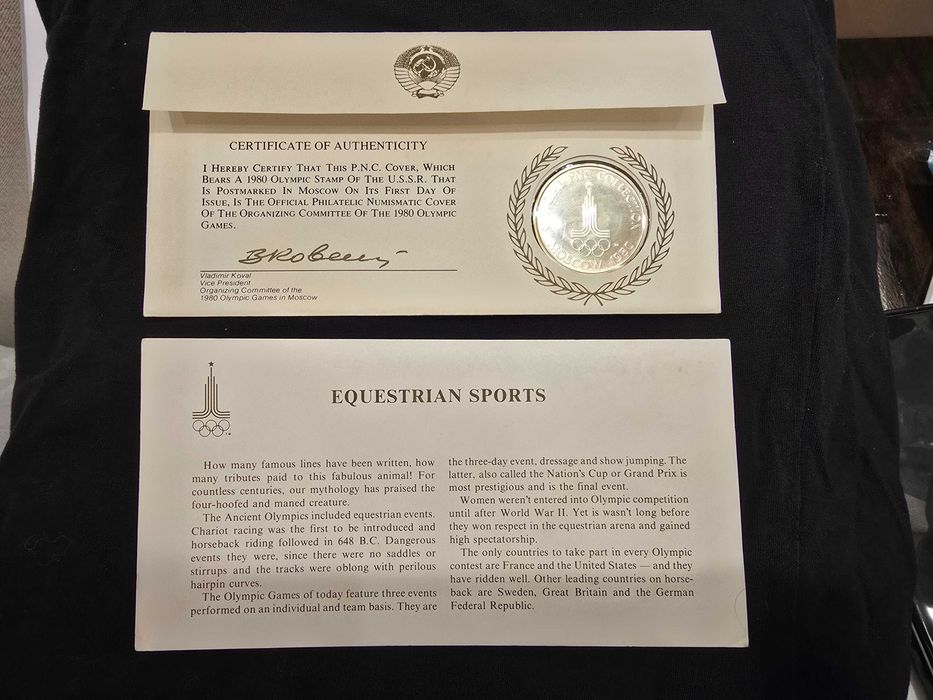 CERTIFICATE OF AUTHENTICITY
I HEREBY CERTIFY THAT THIS P.N.C. COVER, WHICH
BEARS A 1980 OLYMPIC STAMP OF THE U.S.S.R. THAT
IS POSTMARKED IN MOSCOW ON ITS FIRST DAY OF
ISSUE, IS THE OFFICIAL PHILATELIC NUMISMATIC COVER
OF THE ORGANIZING COMMITTEE OF THE 1980 OLYMPIC
GAMES.
Vladimir Koval
Vice President
Organizing Committee of the
1980 Olympic Games in Moscow
COLLECTION
MOSCOW 1980
EQUESTRIAN SPORTS
How many famous lines have been written, how
many tributes paid to this fabulous animal! For
countless centuries, our mythology has praised the
four-hoofed and maned creature.
The Ancient Olympics included equestrian events.
Chariot racing was the first to be introduced and
horseback riding followed in 648 B.C. Dangerous
events they were, since there were no saddles or
stirrups and the tracks were oblong with perilous
hairpin curves.
The Olympic Games of today feature three events
performed on an individual and team basis. They are
the three-day event, dressage and show jumping. The
latter, also called the Nation's Cup or Grand Prix is
most prestigious and is the final event.
Women weren't entered into Olympic competition
until after World War II. Yet is wasn't long before
they won respect in the equestrian arena and gained
high spectatorship.
The only countries to take part in every Olympic
contest are France and the United States — and they
have ridden well. Other leading countries on horse-
back are Sweden, Great Britain and the German
Federal Republic.